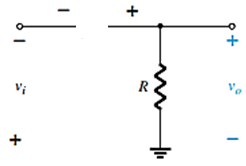 − +
− +
vi R vo
+ −